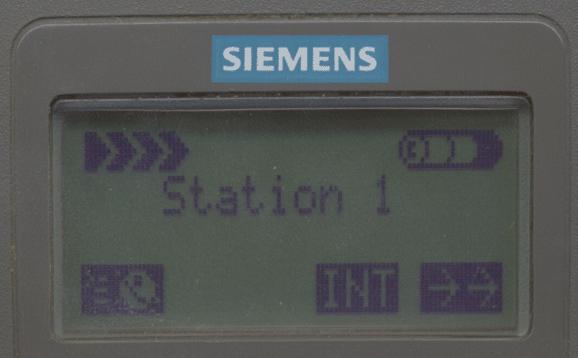 SIEMENS
Station 1
INT